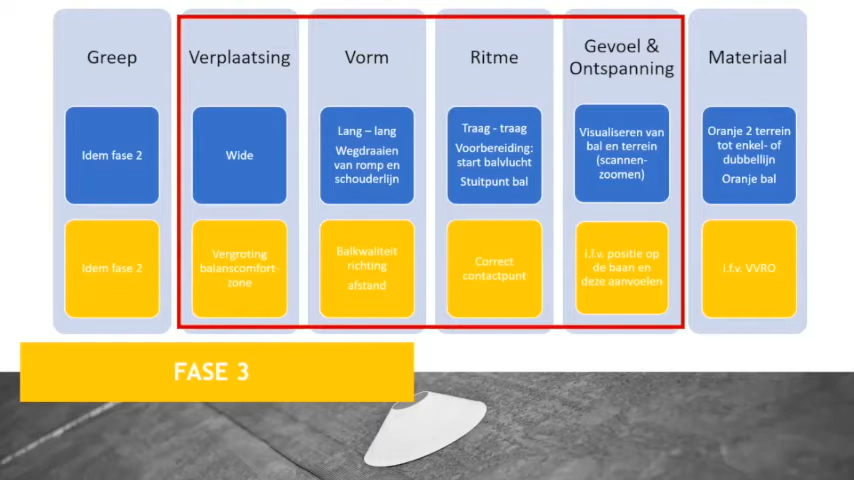 Greep
Idem fase 2
Idem fase 2
Verplaatsing
Wide
Vergroting
balanscomfort-
zone
Vorm
Lang – lang
Wegdraaien
van romp en
schouderlijn
Balkwaliteit
richting
afstand
Ritme
Traag - traag
Voorbereiding:
start balvlucht
Stuitpunt bal
Correct
contactpunt
Gevoel &
Ontspanning
Visualiseren van
bal en terrein
(scannen-
zoomen)
i.f.v. positie op
de baan en
deze aanvoelen
Materiaal
Oranje 2 terrein
tot enkel- of
dubbellijn
Oranje bal
i.f.v. VVRO
FASE 3